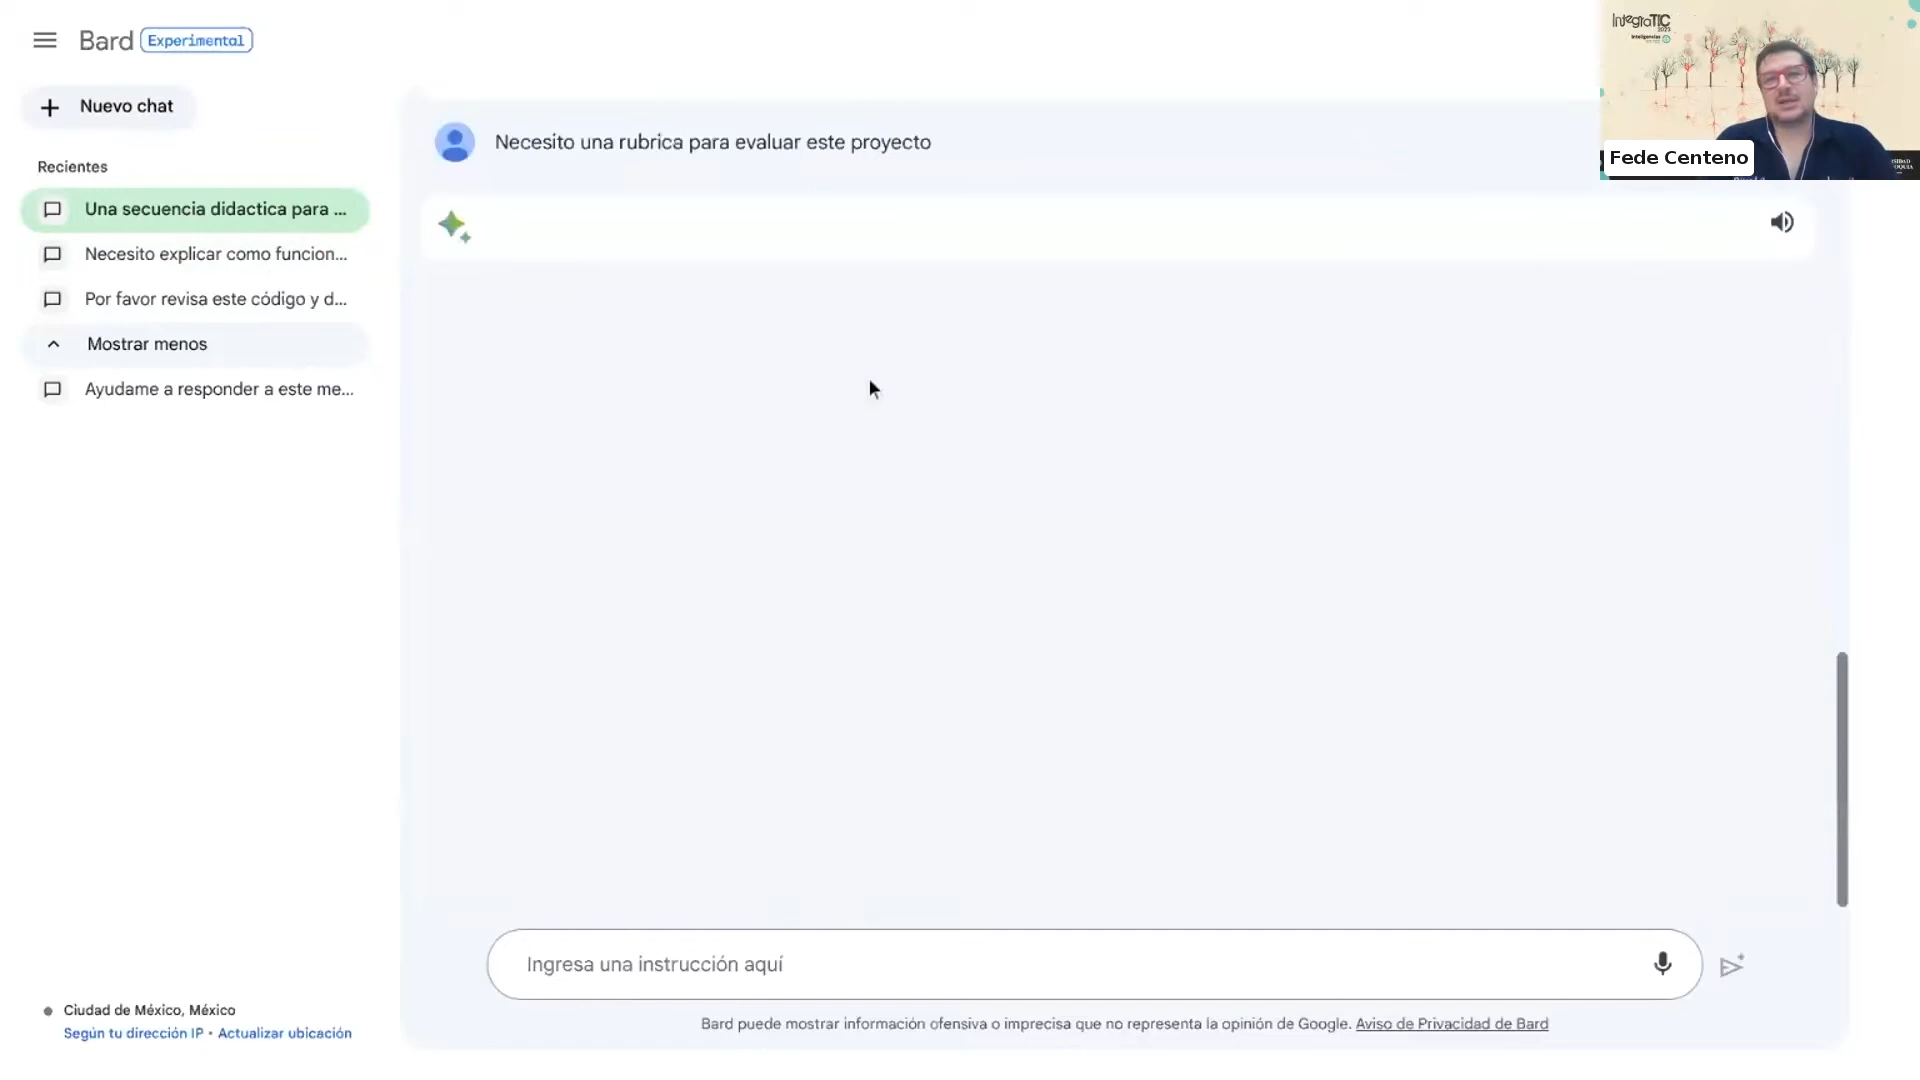 Bard Experimental
Nuevo chat
Recientes
Una secuencia didactica para ...
Necesito explicar como funcion...
Por favor revisa este código y d...
Mostrar menos
Ayudame a responder a este me...
Ciudad de México, México
Según tu dirección IP • Actualizar ubicación
Necesito una rubrica para evaluar este proyecto
Ingresa una instrucción aquí
Bard puede mostrar información ofensiva o imprecisa que no representa la opinión de Google. Aviso de Privacidad de Bard
IntegraTIC
2023
Inteligencias
Fede Centeno